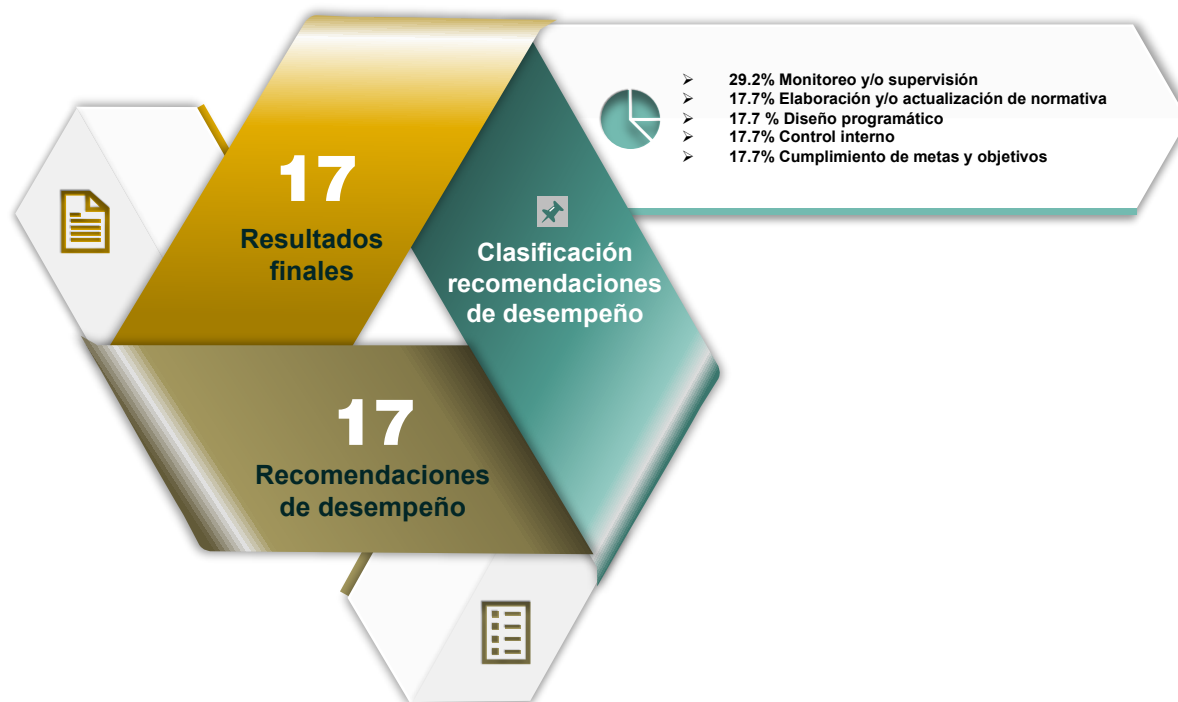 17
Resultados
finales
Clasificación
recomendaciones
de desempeño
17
Recomendaciones
de desempeño
➢ 29.2% Monitoreo y/o supervisión
➢ 17.7% Elaboración y/o actualización de normativa
➢ 17.7 % Diseño programático
➢ 17.7% Control interno
➢ 17.7% Cumplimiento de metas y objetivos